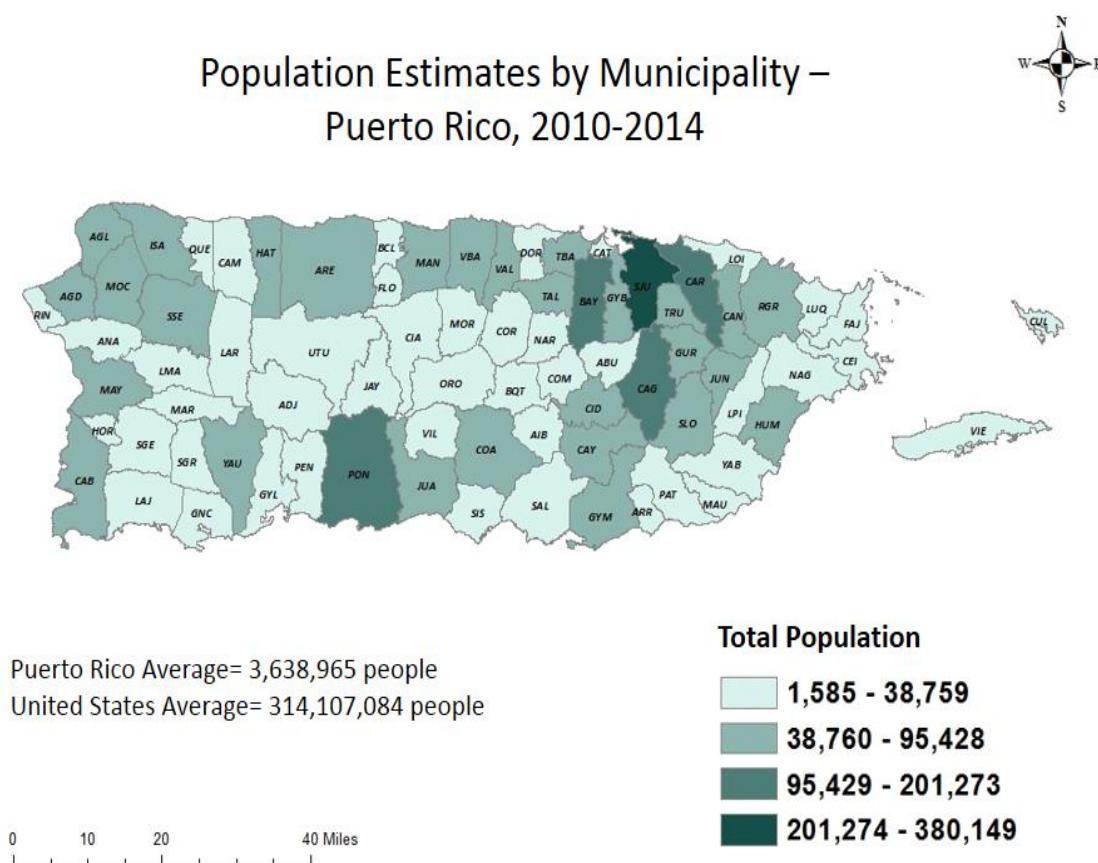 Population Estimates by Municipality –
Puerto Rico, 2010-2014
N
W
E
S
AGL
ISA
QUE
CAM
HAT
ARE
BCL
FLO
MAN
VBA
VAL
DOR
TBA
CAT
SJU
LOI
CAR
MOC
AGD
RIN
SSE
TAL
BAY
GYB
TRU
CAN
RGR
LUQ
FAJ
CUL
ANA
LMA
LAR
UTU
CIA
MOR
COR
NAR
ABU
GUR
CEI
MAY
MAR
ADJ
JAY
ORO
BQT
COM
CAG
JUN
NAG
HOR
SGE
SGR
YAU
VIL
AIB
CID
SLO
LPI
HUM
VIE
CAB
LAJ
GNC
GYL
PEN
PON
JUA
COA
CAY
YAB
SIS
SAL
GYM
ARR
PAT
MAU
Puerto Rico Average= 3,638,965 people
United States Average= 314,107,084 people
Total Population
1,585 - 38,759
38,760 - 95,428
95,429 - 201,273
201,274 - 380,149
0 10 20 40 Miles